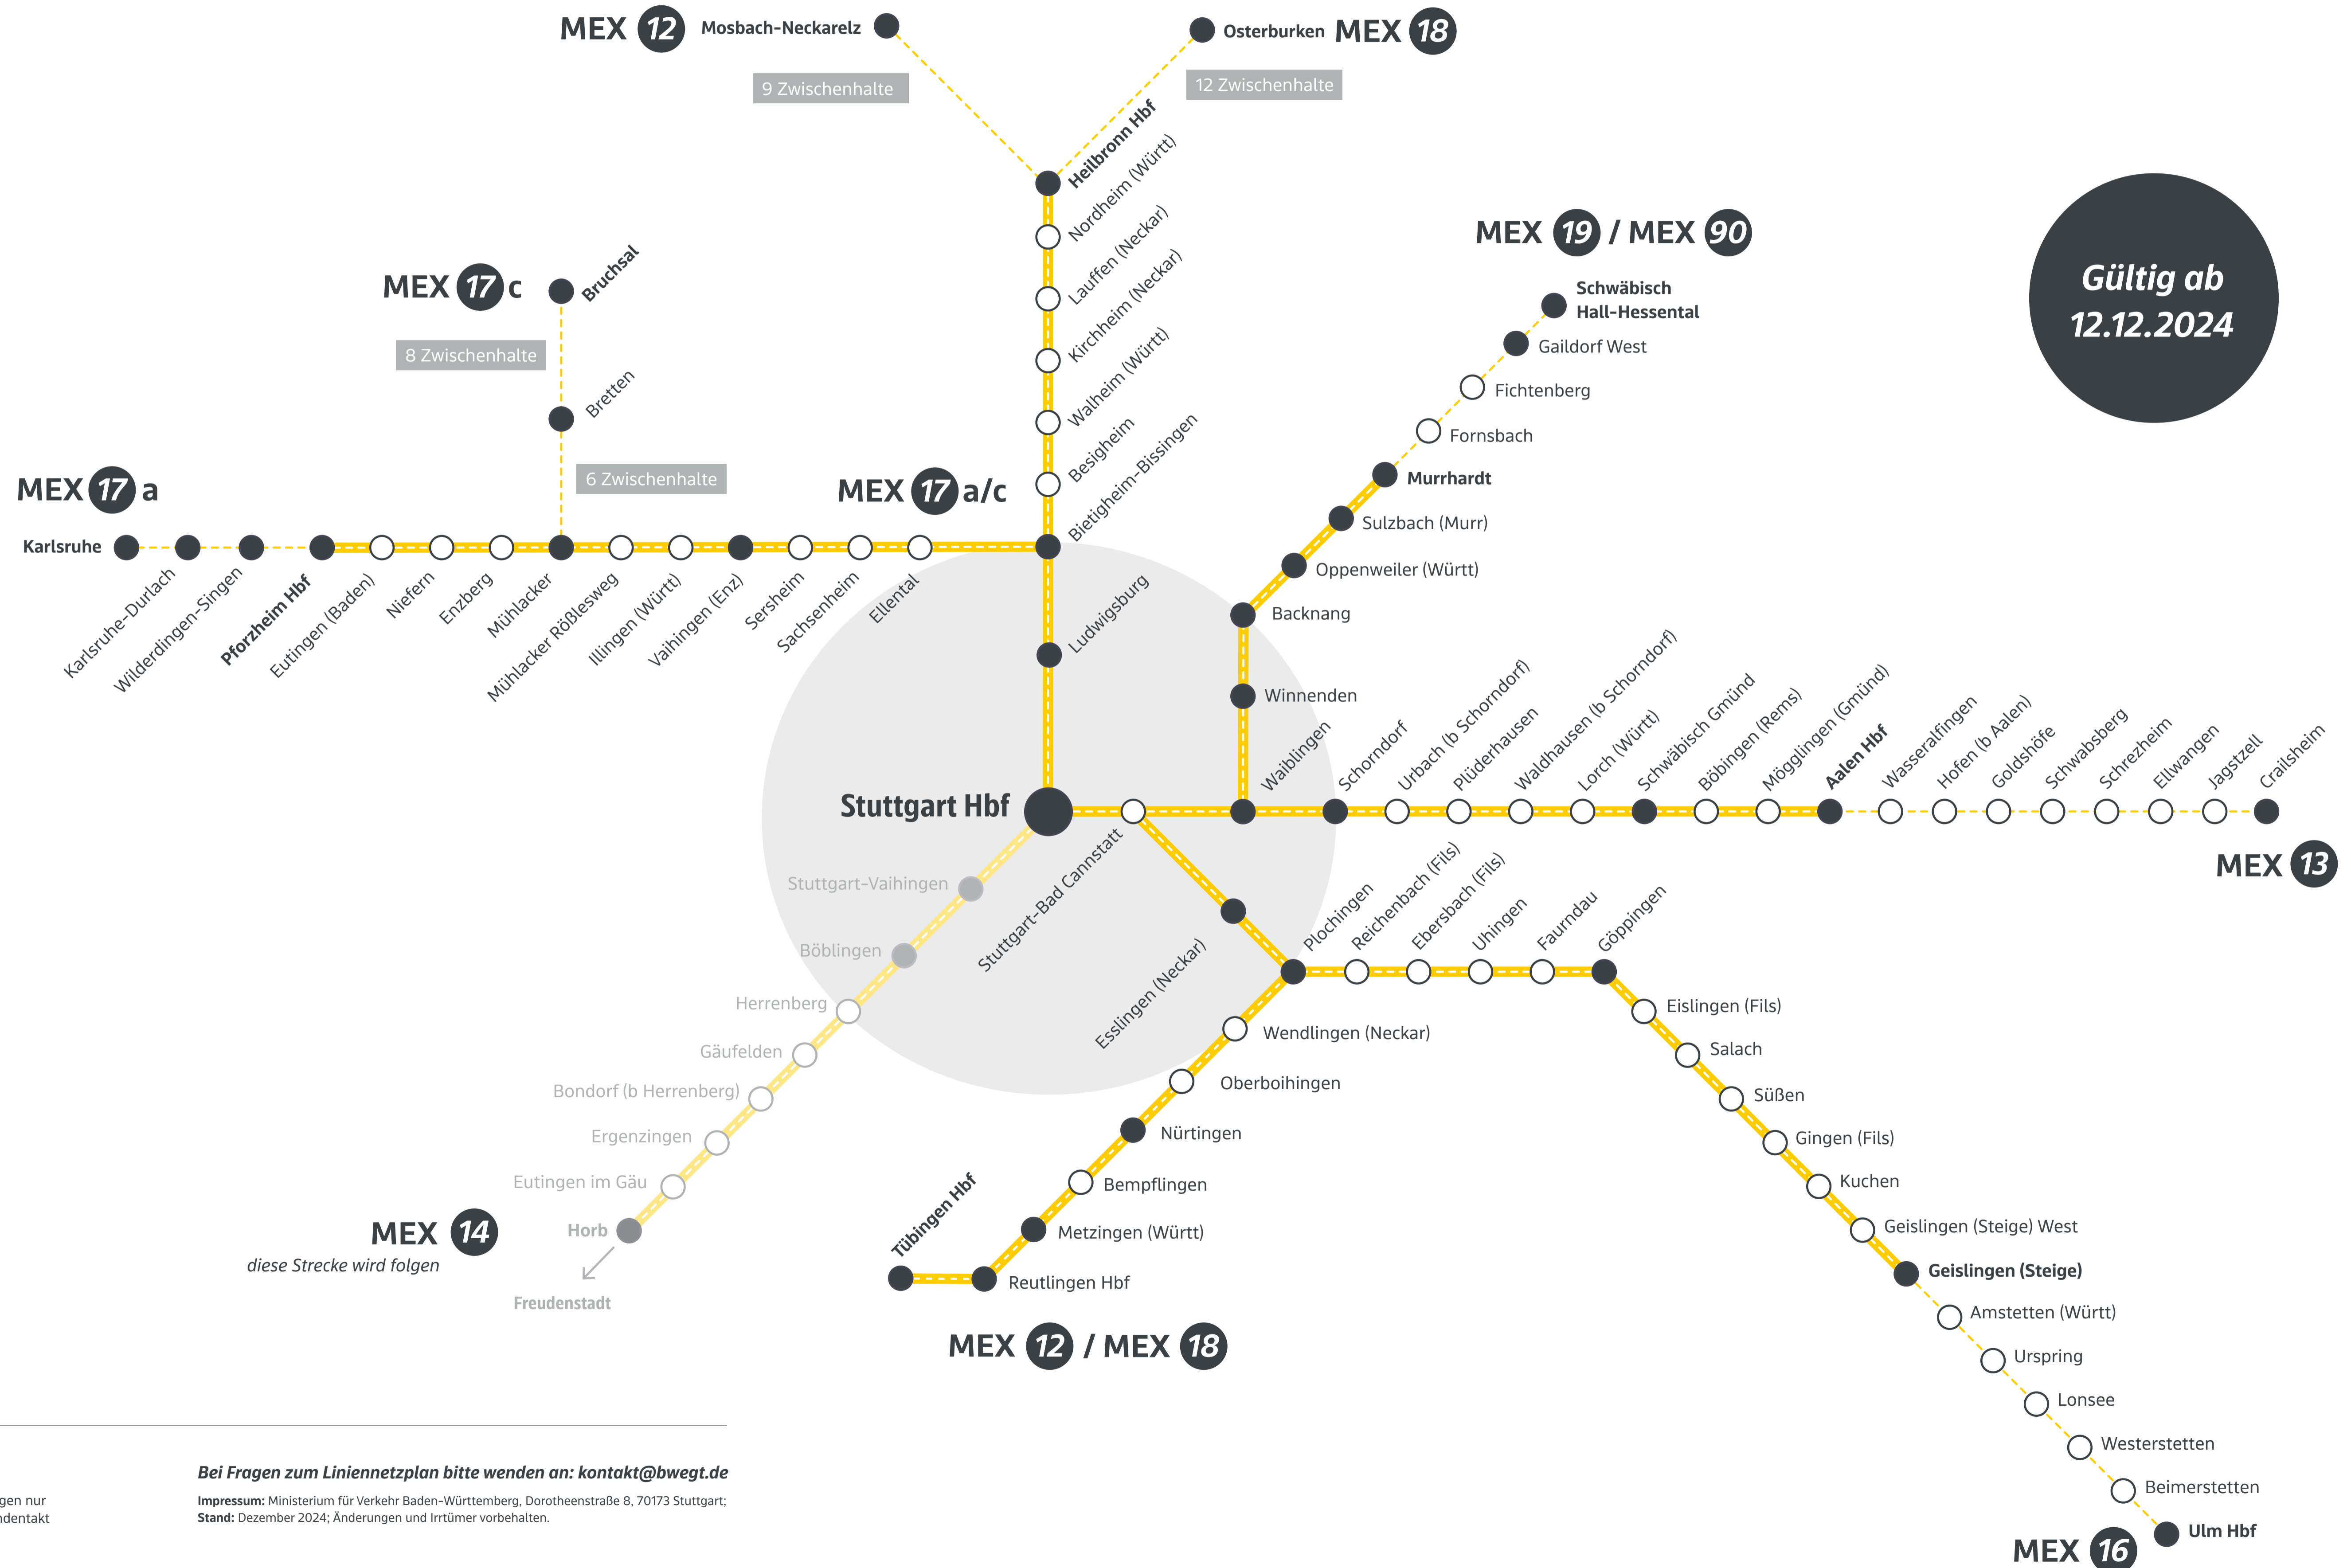 MEX 12 Mosbach-Neckarelz
9 Zwischenhalte
Osterburken MEX 18
12 Zwischenhalte
Heilbronn Hbf
Nordheim (Württ)
Lauffen (Neckar)
Kirchheim (Neckar)
Walheim (Württ)
Besigheim
Bietigheim-Bissingen
Ludwigsburg
MEX 17 c
Bruchsal
8 Zwischenhalte
Bretten
6 Zwischenhalte
MEX 17 a
MEX 17 a/c
Karlsruhe
Karlsruhe-Durlach
Wilderdingen-Singen
Pforzheim Hbf
Eutingen (Baden)
Niefern
Enzberg
Mühlacker
Mühlacker Rößlesweg
Illingen (Württ)
Vaihingen (Enz)
Sersheim
Sachsenheim
Ellental
MEX 19 / MEX 90
Schwäbisch
Hall-Hessental
Gaildorf West
Fichtenberg
Fornsbach
Murrhardt
Sulzbach (Murr)
Oppenweiler (Württ)
Backnang
Winnenden
Gültig ab
12.12.2024
Stuttgart Hbf
Stuttgart-Bad Cannstatt
Waiblingen
Schorndorf
Urbach (b Schorndorf)
Plüderhausen
Waldhausen (b Schorndorf)
Lorch (Württ)
Schwäbisch Gmünd
Böbingen (Rems)
Mögglingen (Gmünd)
Aalen Hbf
Wasseralfingen
Hofen (b Aalen)
Goldshöfe
Schwabsberg
Schrezheim
Ellwangen
Jagstzell
Crailsheim
MEX 13
Stuttgart-Vaihingen
Böblingen
Herrenberg
Gäufelden
Bondorf (b Herrenberg)
Ergenzingen
Eutingen im Gäu
Horb
Freudenstadt
MEX 14
diese Strecke wird folgen
Esslingen (Neckar)
Plochingen
Reichenbach (Fils)
Ebersbach (Fils)
Uhingen
Faurndau
Göppingen
Eislingen (Fils)
Salach
Süßen
Gingen (Fils)
Kuchen
Geislingen (Steige) West
Geislingen (Steige)
Amstetten (Württ)
Urspring
Lonsee
Westerstetten
Beimerstetten
Ulm Hbf
MEX 16
Wendlingen (Neckar)
Oberboihingen
Nürtingen
Bempflingen
Metzingen (Württ)
Reutlingen Hbf
Tübingen Hbf
MEX 12 / MEX 18
gen nur
ndentakt
Bei Fragen zum Liniennetzplan bitte wenden an: kontakt@bwegt.de
Impressum: Ministerium für Verkehr Baden-Württemberg, Dorotheenstraße 8, 70173 Stuttgart;
Stand: Dezember 2024; Änderungen und Irrtümer vorbehalten.